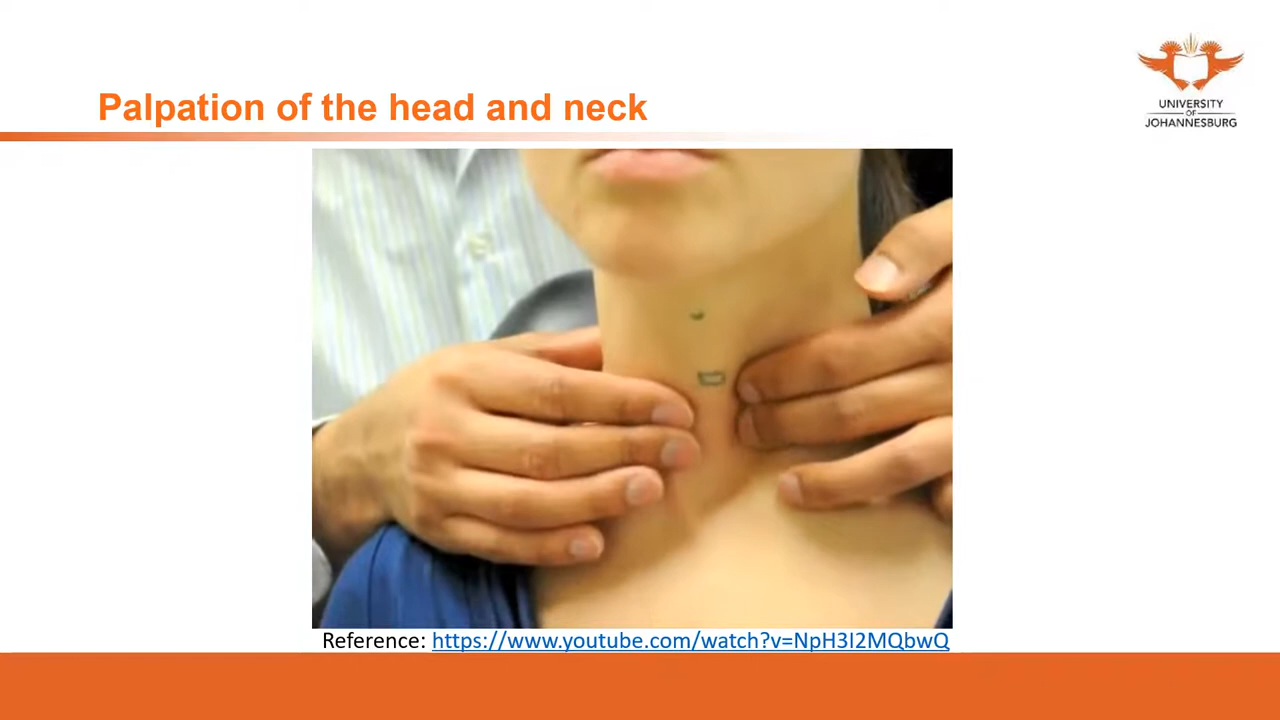 Palpation of the head and neck
UNIVERSITY
OF
JOHANNESBURG
Reference: https://www.youtube.com/watch?v=NpH3I2MQbwQ